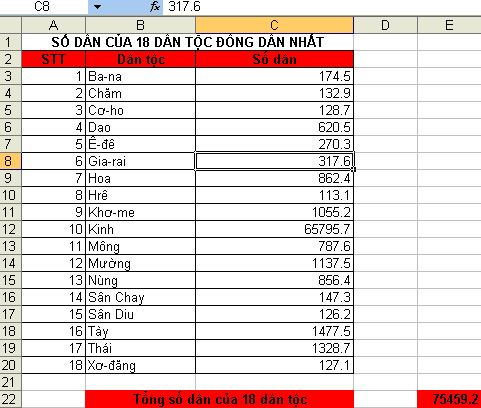 C8 fx 317.6
A B C D E
1 SỐ DÂN CỦA 18 DÂN TỘC ĐÔNG DÂN NHẤT
2 STT Dân tộc Số dân
3 1 Ba-na 174.5
4 2 Chăm 132.9
5 3 Cơ-ho 128.7
6 4 Dao 620.5
7 5 Ê-đê 270.3
8 6 Gia-rai 317.6
9 7 Hoa 862.4
10 8 Hrê 113.1
11 9 Khơ-me 1055.2
12 10 Kinh 65795.7
13 11 Mông 787.6
14 12 Mường 1137.5
15 13 Nùng 856.4
16 14 Sán Chay 147.3
17 15 Sán Dìu 126.2
18 16 Tày 1477.5
19 17 Thái 1328.7
20 18 Xơ-đăng 127.1
21
22 Tổng số dân của 18 dân tộc 75459.2